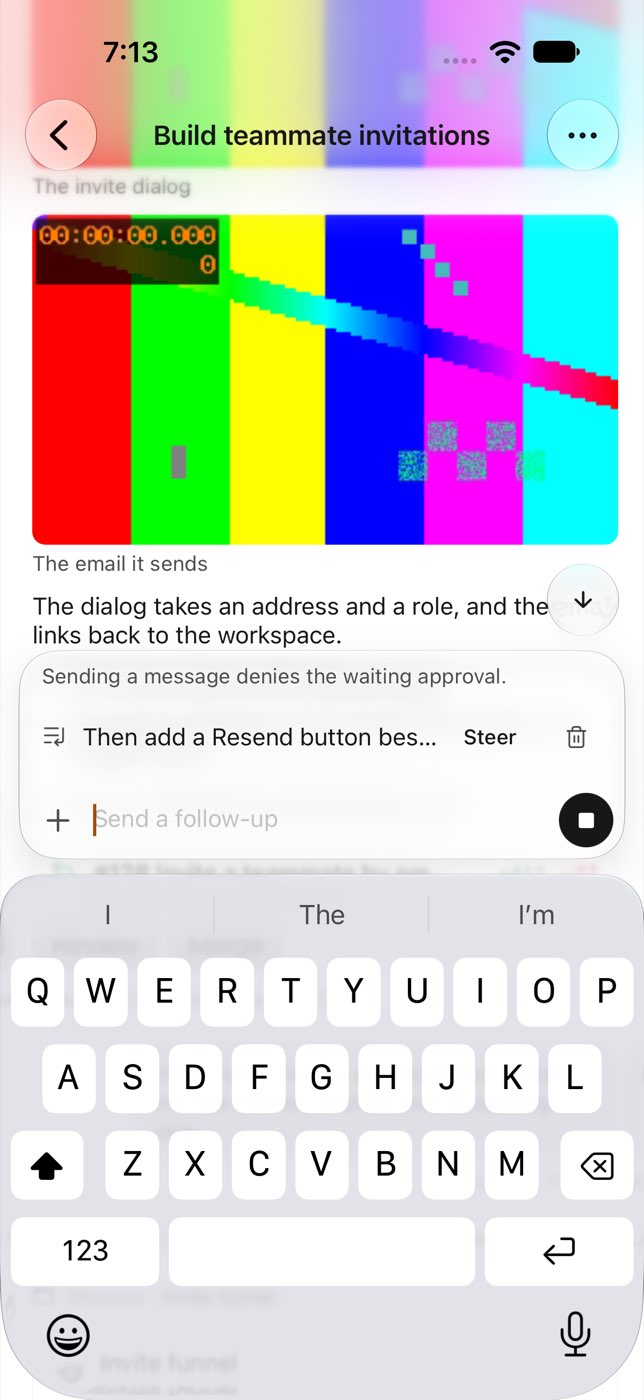 7:13
Build teammate invitations
The invite dialog
00:00:00.000
0
The email it sends
The dialog takes an address and a role, and the
links back to the workspace.
Sending a message denies the waiting approval.
Then add a Resend button bes... Steer
Send a follow-up
I The I'm
Q W E R T Y U I O P
A S D F G H J K L
Z X C V B N M
123
Invite funnel